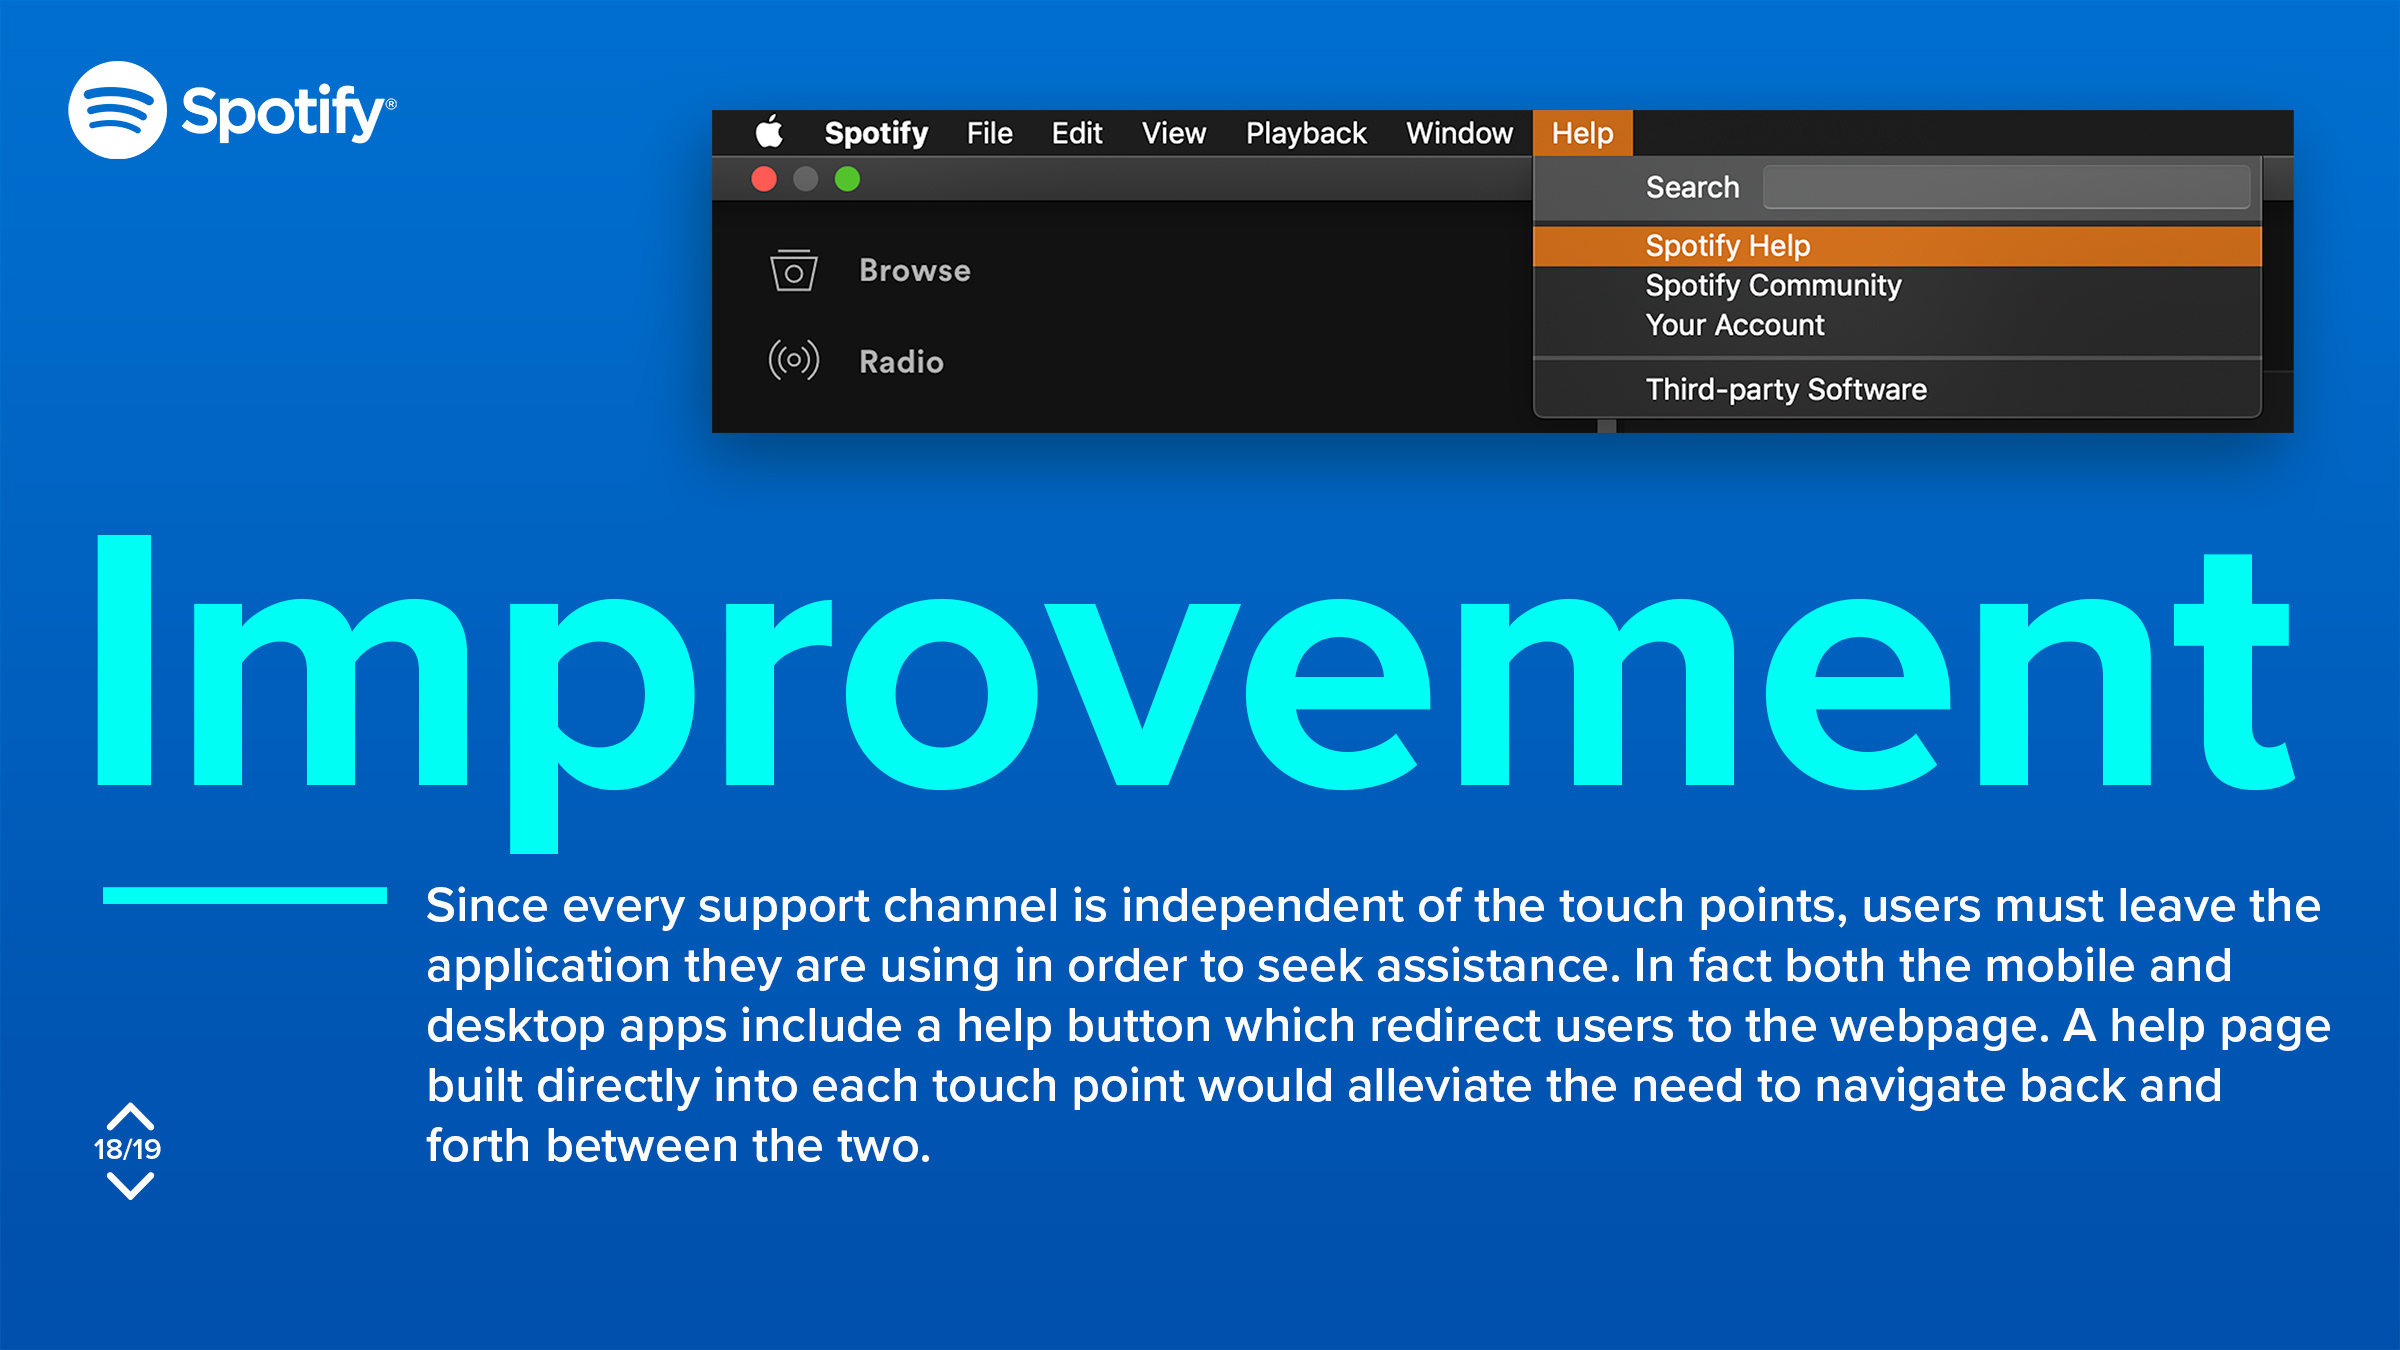 Spotify®
Spotify File Edit View Playback Window Help
Search
Spotify Help
Spotify Community
Your Account
Third-party Software
Browse
Radio
Improvement
Since every support channel is independent of the touch points, users must leave the
application they are using in order to seek assistance. In fact both the mobile and
desktop apps include a help button which redirect users to the webpage. A help page
built directly into each touch point would alleviate the need to navigate back and
forth between the two.
18/19